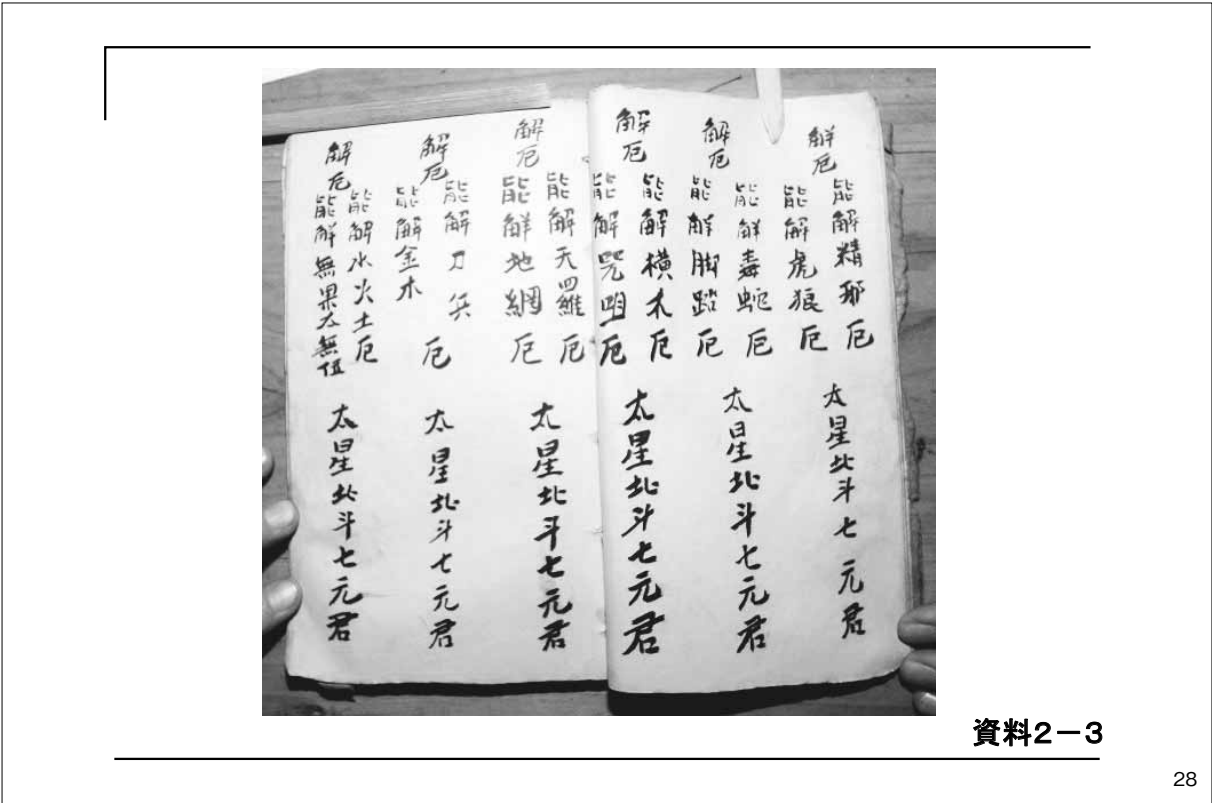 解厄
能解精邪厄
能解虎狼厄
太星北斗七元君
解厄
能解毒蛇厄
能解脚
厄
太星北斗七元君
解厄
能解横木厄
能解咒咀厄
太星北斗七元君
解厄
能解天羅厄
能解地網厄
太星北斗七元君
解厄
能解刀兵
能解金木
厄
太星北斗七元君
解厄
能解水火土厄
能解無果大無伍
太星北斗七元君
資料2-3
28